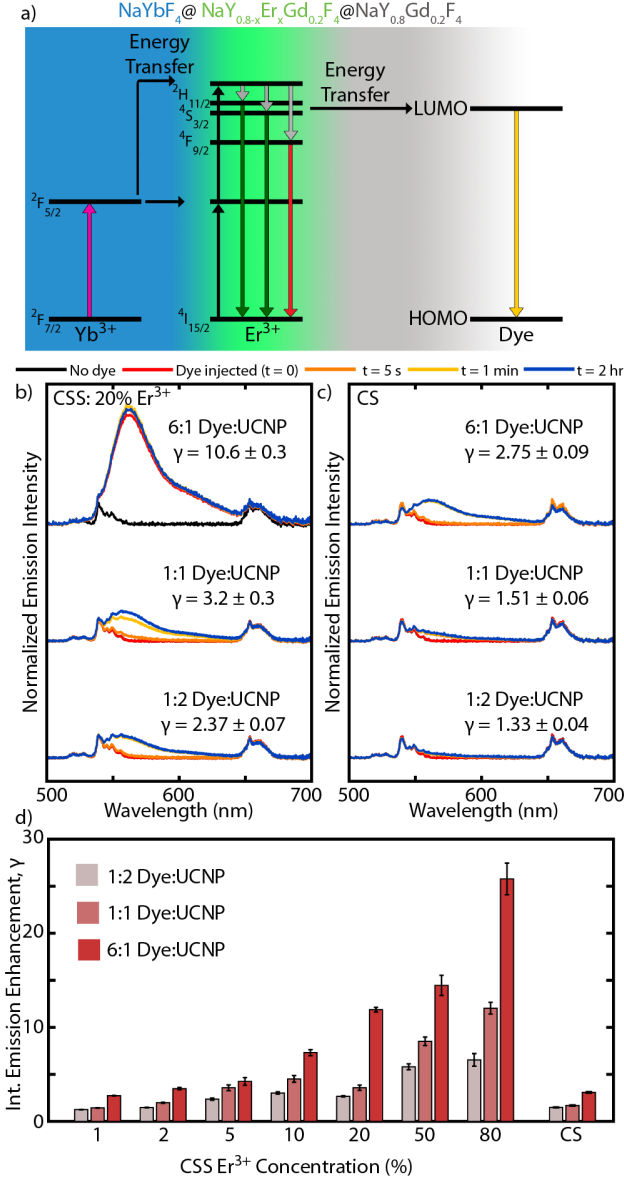 a)
NaYbF4@ NaY0.8-xErxGd0.2F4@NaY0.8Gd0.2F4
Energy
Transfer
Energy
Transfer
2H11/2
4S3/2
4F9/2
LUMO
2F5/2
2F7/2
Yb3+
4I15/2
Er3+
HOMO
Dye
No dye
Dye injected (t = 0)
t = 5 s
t = 1 min
t = 2 hr
b)
CSS: 20% Er3+
6:1 Dye:UCNP
γ = 10.6 ± 0.3
1:1 Dye:UCNP
γ = 3.2 ± 0.3
1:2 Dye:UCNP
γ = 2.37 ± 0.07
Normalized Emission Intensity
500
600
700
Wavelength (nm)
c)
CS
6:1 Dye:UCNP
γ = 2.75 ± 0.09
1:1 Dye:UCNP
γ = 1.51 ± 0.06
1:2 Dye:UCNP
γ = 1.33 ± 0.04
Normalized Emission Intensity
500
600
700
Wavelength (nm)
d)
30
20
10
0
Int. Emission Enhancement, γ
1:2 Dye:UCNP
1:1 Dye:UCNP
6:1 Dye:UCNP
1
2
5
10
20
50
80
CS
CSS Er3+ Concentration (%)